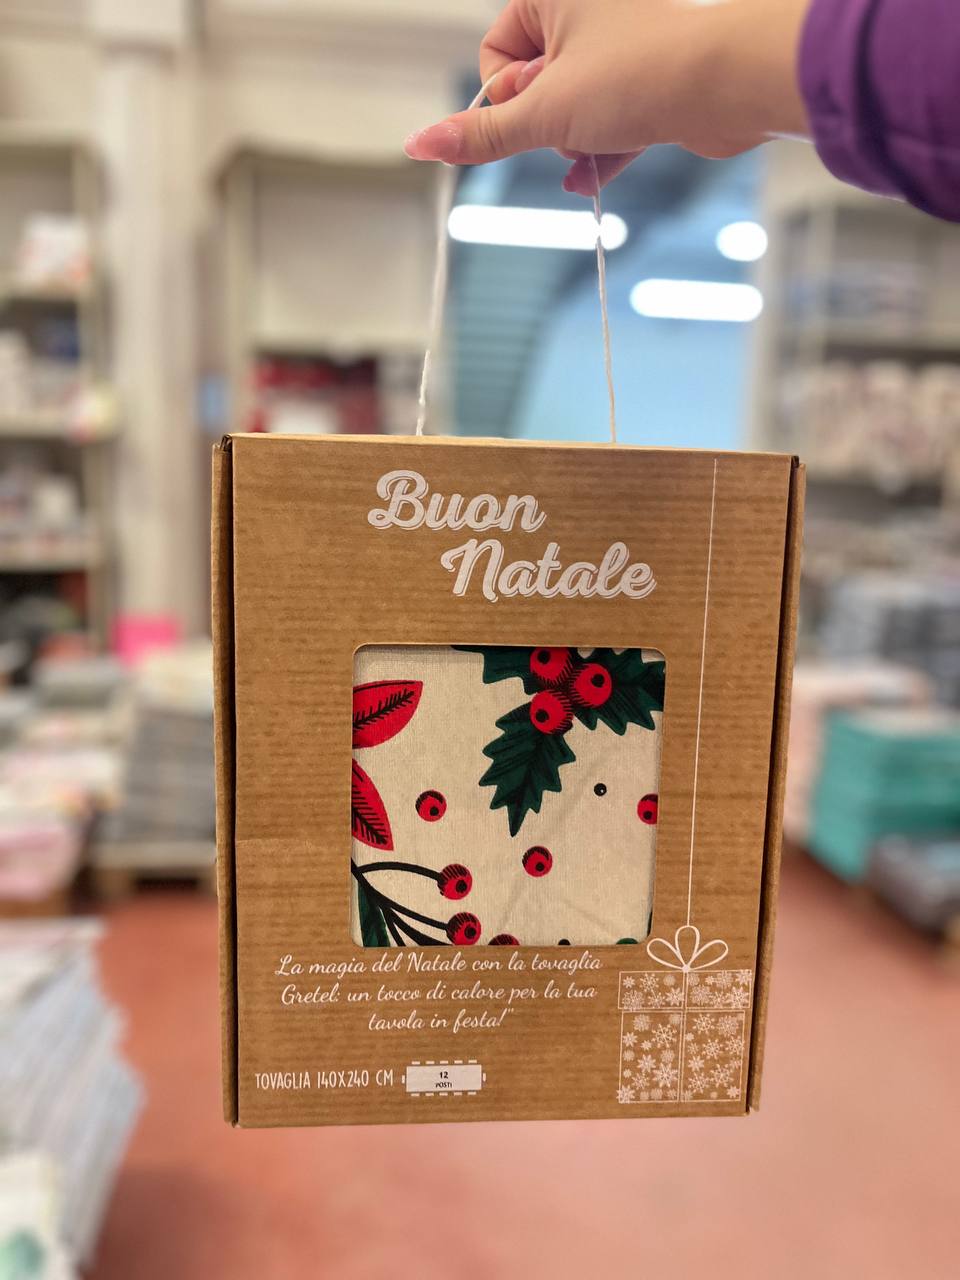 Buon
Natale
La magia del Natale con la tovaglia
Gretel: un tocco di calore per la tua
tavola in festa!"
TOVAGLIA 140X240 CM
12
POSTI